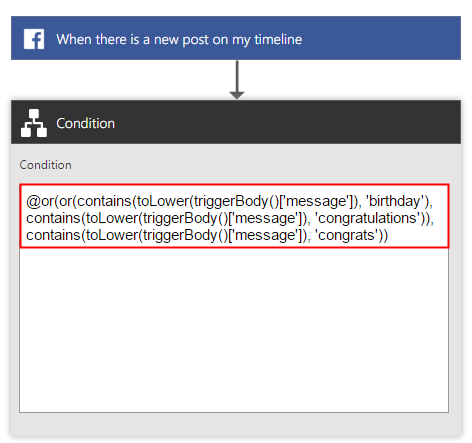 When there is a new post on my timeline
Condition
Condition
@or(or(contains(toLower(triggerBody()['message']), 'birthday'),
contains(toLower(triggerBody()['message']), 'congratulations')),
contains(toLower(triggerBody()['message']), 'congrats'))